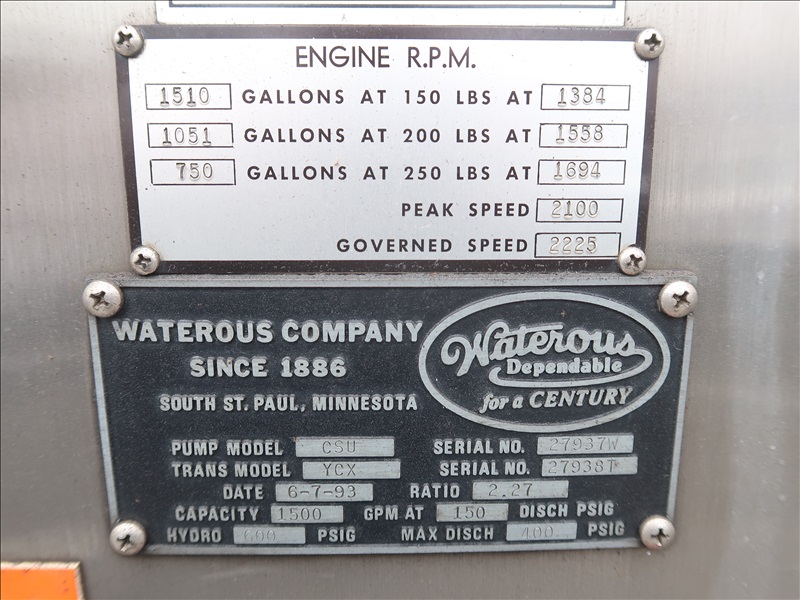 ENGINE R.P.M.
1510 GALLONS AT 150 LBS AT 1384
1051 GALLONS AT 200 LBS AT 1558
750 GALLONS AT 250 LBS AT 1694
PEAK SPEED 2100
GOVERNED SPEED 2225
WATEROUS COMPANY
SINCE 1886
SOUTH ST. PAUL, MINNESOTA
Waterous
Dependable
for a CENTURY
PUMP MODEL CSU SERIAL NO. 27937W
TRANS MODEL YCX SERIAL NO. 27938T
DATE 6-7-93 RATIO 2.27
CAPACITY 1500 GPM AT 150 DISCH PSIG
HYDRO 600 PSIG MAX DISCH 400 PSIG